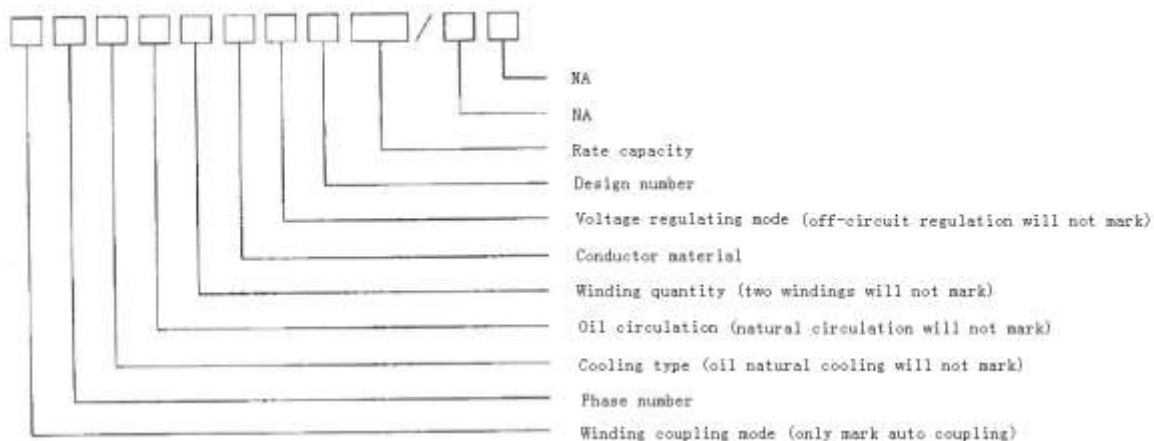 /
NA
NA
Rate capacity
Design number
Voltage regulating mode (off-circuit regulation will not mark)
Conductor material
Winding quantity (two windings will not mark)
Oil circulation (natural circulation will not mark)
Cooling type (oil natural cooling will not mark)
Phase number
Winding coupling mode (only mark auto coupling)